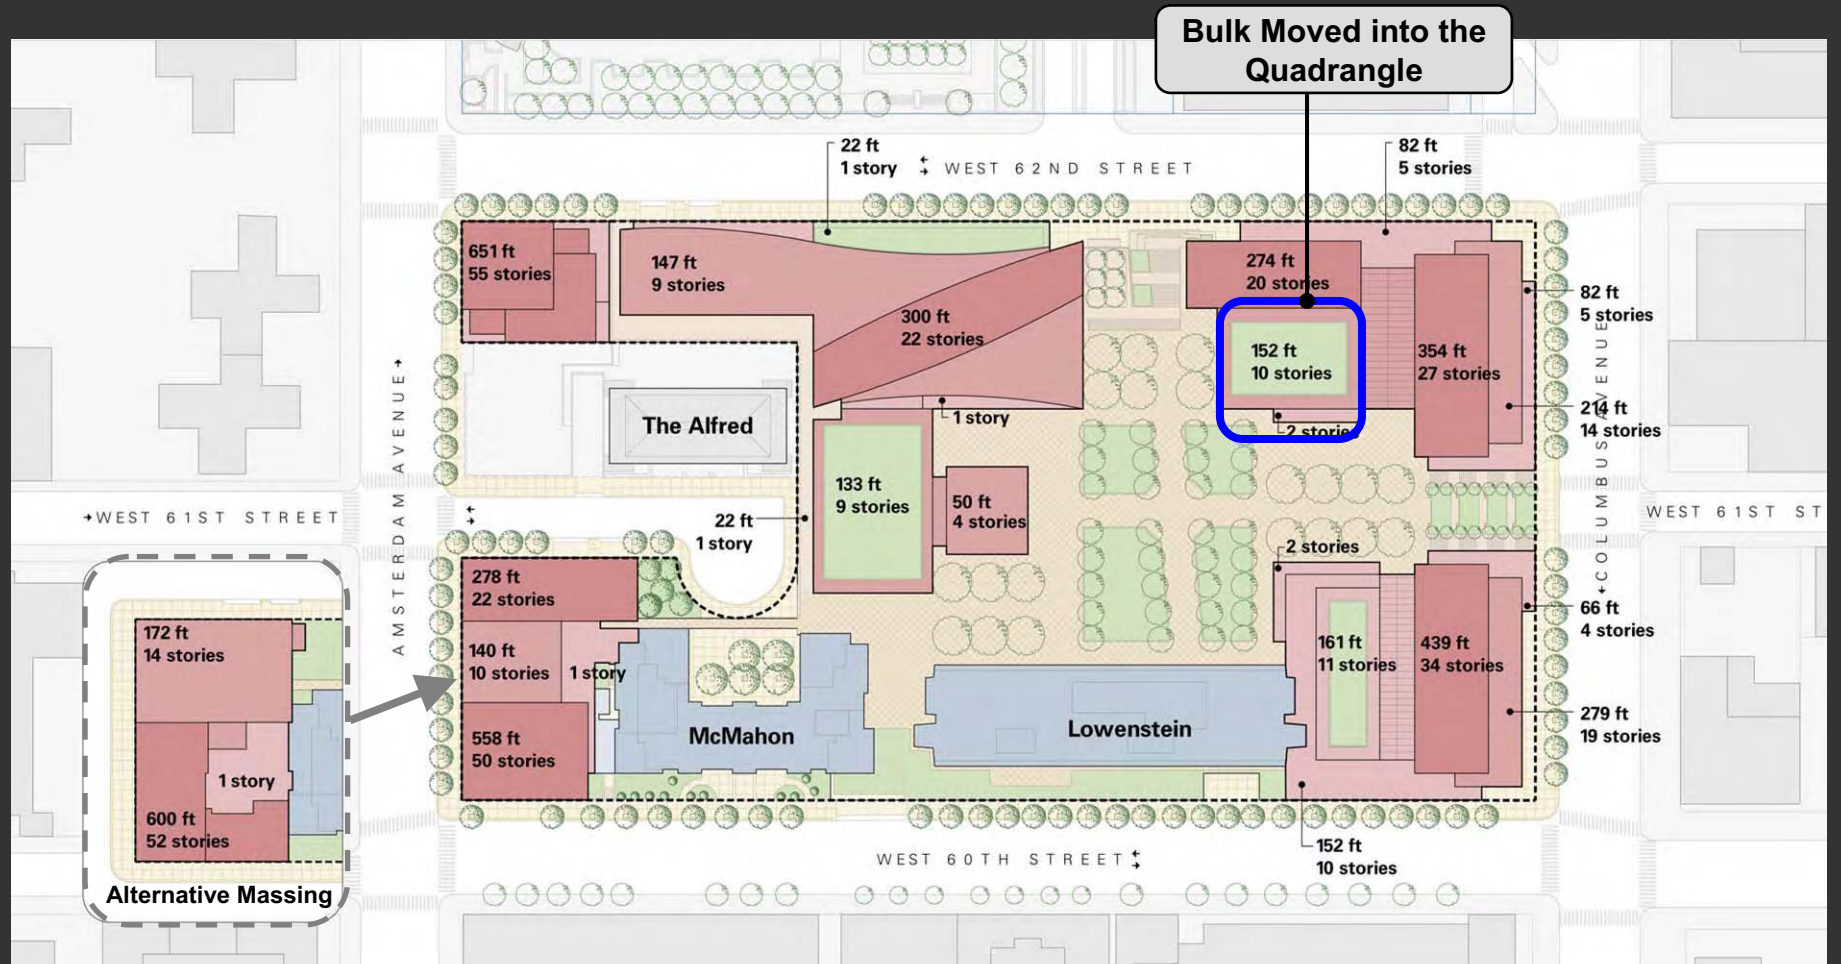 Bulk Moved into the
Quadrangle
22 ft
1 story
WEST 62ND STREET
82 ft
5 stories
651 ft
55 stories
147 ft
9 stories
300 ft
22 stories
274 ft
20 stories
82 ft
5 stories
152 ft
10 stories
354 ft
27 stories
214 ft
14 stories
1 story
2 stories
The Alfred
AMSTERDAM AVENUE
COLUMBUS AVENUE
133 ft
9 stories
50 ft
4 stories
22 ft
1 story
WEST 61ST STREET
WEST 61ST ST
2 stories
278 ft
22 stories
66 ft
4 stories
172 ft
14 stories
140 ft
10 stories
1 story
161 ft
11 stories
439 ft
34 stories
McMahon
Lowenstein
279 ft
19 stories
558 ft
50 stories
1 story
600 ft
52 stories
152 ft
10 stories
WEST 60TH STREET
Alternative Massing